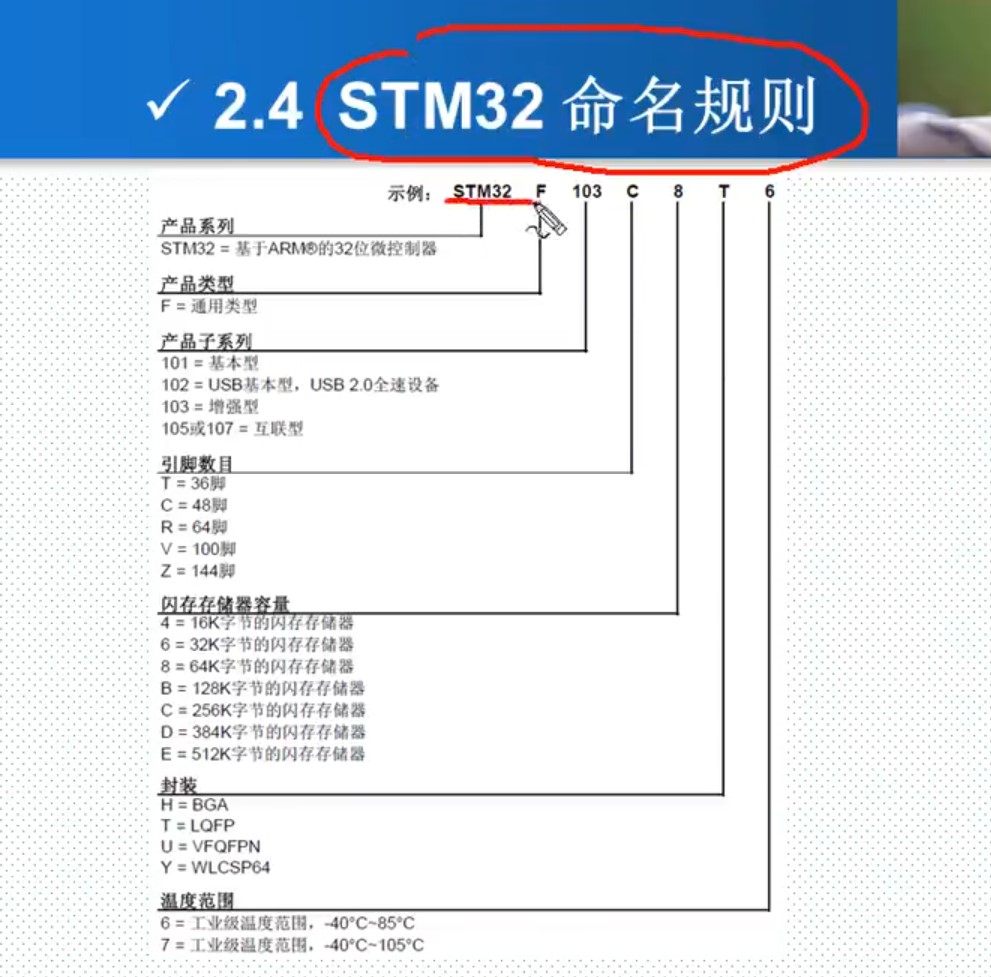 ✓ 2.4 STM32 命名规则
示例： STM32 F 103 C 8 T 6
产品系列
STM32 = 基于ARM®的32位微控制器
产品类型
F = 通用类型
产品子系列
101 = 基本型
102 = USB基本型，USB 2.0全速设备
103 = 增强型
105或107 = 互联型
引脚数目
T = 36脚
C = 48脚
R = 64脚
V = 100脚
Z = 144脚
闪存存储器容量
4 = 16K字节的闪存存储器
6 = 32K字节的闪存存储器
8 = 64K字节的闪存存储器
B = 128K字节的闪存存储器
C = 256K字节的闪存存储器
D = 384K字节的闪存存储器
E = 512K字节的闪存存储器
封装
H = BGA
T = LQFP
U = VFQFPN
Y = WLCSP64
温度范围
6 = 工业级温度范围，-40°C~85°C
7 = 工业级温度范围，-40°C~105°C